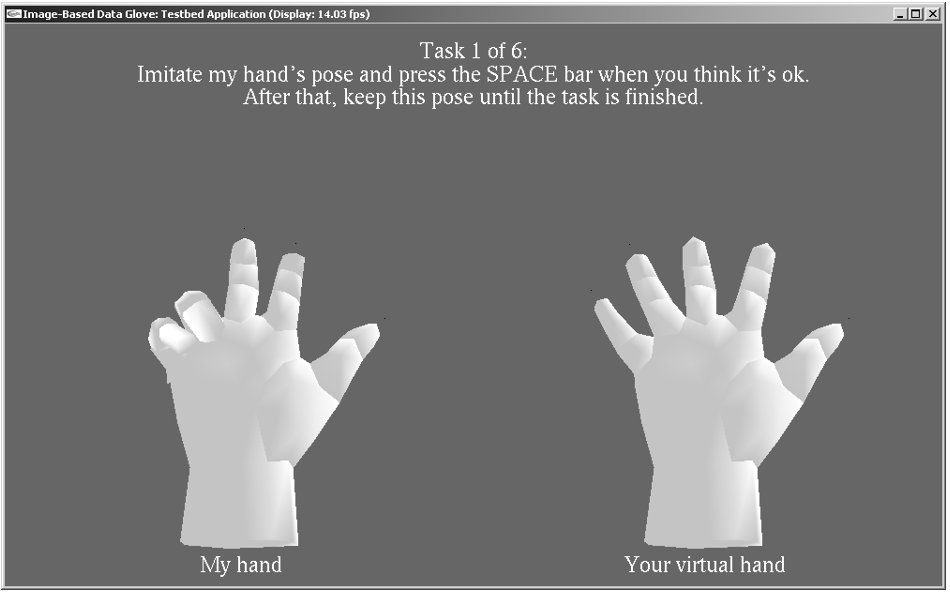 Image-Based Data Glove: Testbed Application (Display: 14.03 fps)
Task 1 of 6:
Imitate my hand's pose and press the SPACE bar when you think it's ok.
After that, keep this pose until the task is finished.
My hand
Your virtual hand